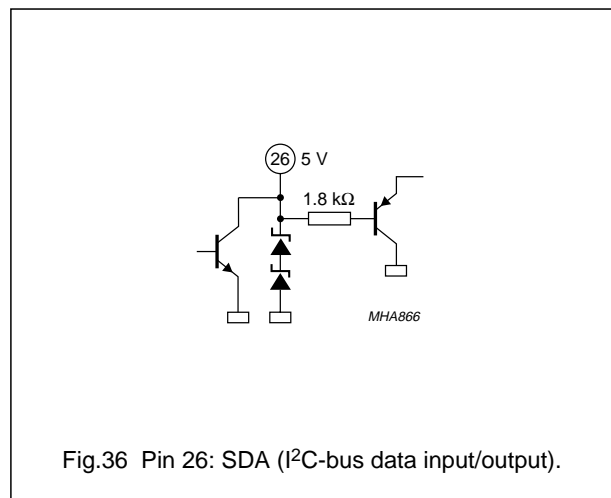 26 5 V
1.8 kΩ
MHA866
Fig.36 Pin 26: SDA (I²C-bus data input/output).